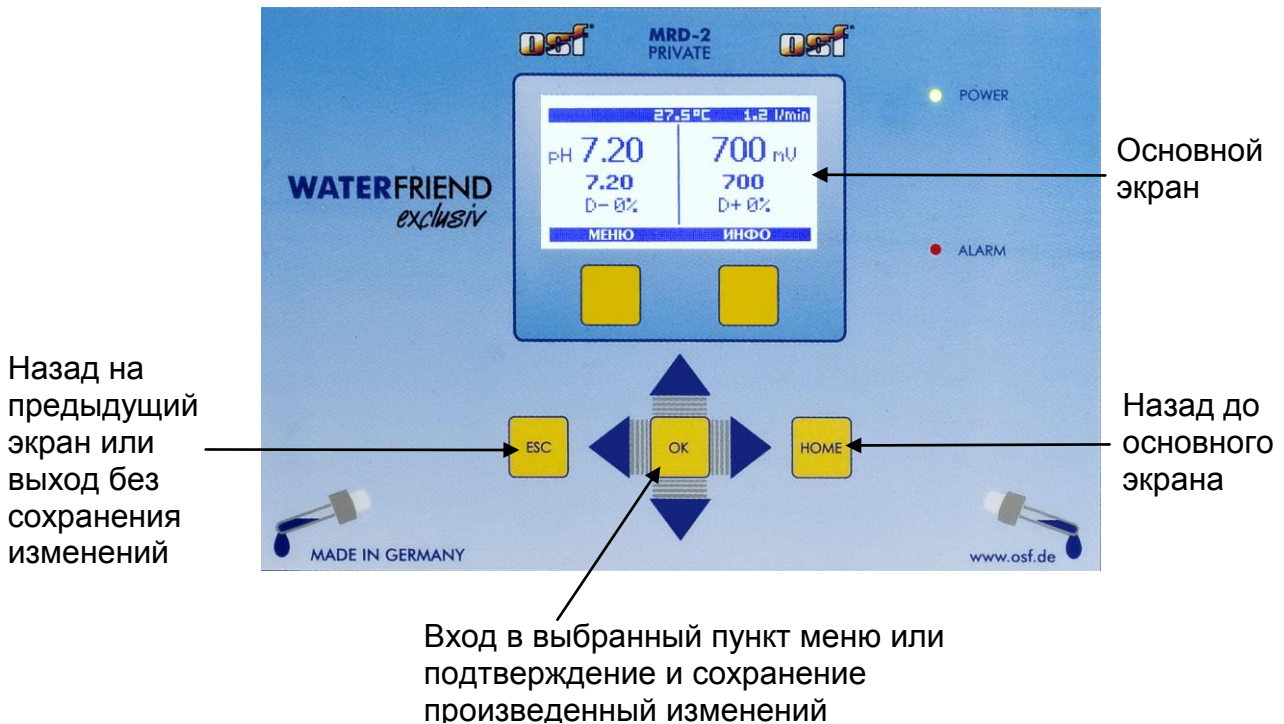 osf MRD-2 osf
PRIVATE
POWER
27.5°C 1.2 l/min
pH 7.20 700 mV
7.20 700
D- 0% D+ 0%
МЕНЮ ИНФО
WATERFRIEND
exclusiv
Основной
экран
ALARM
Назад на
предыдущий
экран или
выход без
сохранения
изменений
ESC OK HOME
Назад до
основного
экрана
MADE IN GERMANY
www.osf.de
Вход в выбранный пункт меню или
подтверждение и сохранение
произведенный изменений